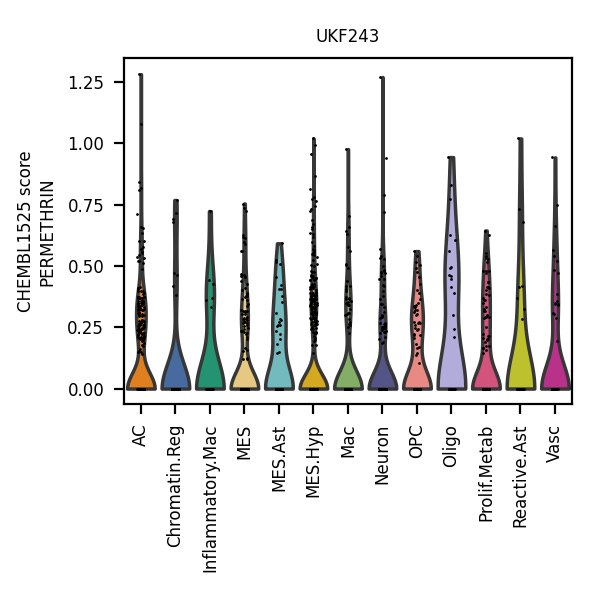 UKF243
CHEMBL1525 score
PERMETHRIN
1.25
1.00
0.75
0.50
0.25
0.00
AC
Chromatin.Reg
Inflammatory.Mac
MES
MES.Ast
MES.Hyp
Mac
Neuron
OPC
Oligo
Prolif.Metab
Reactive.Ast
Vasc